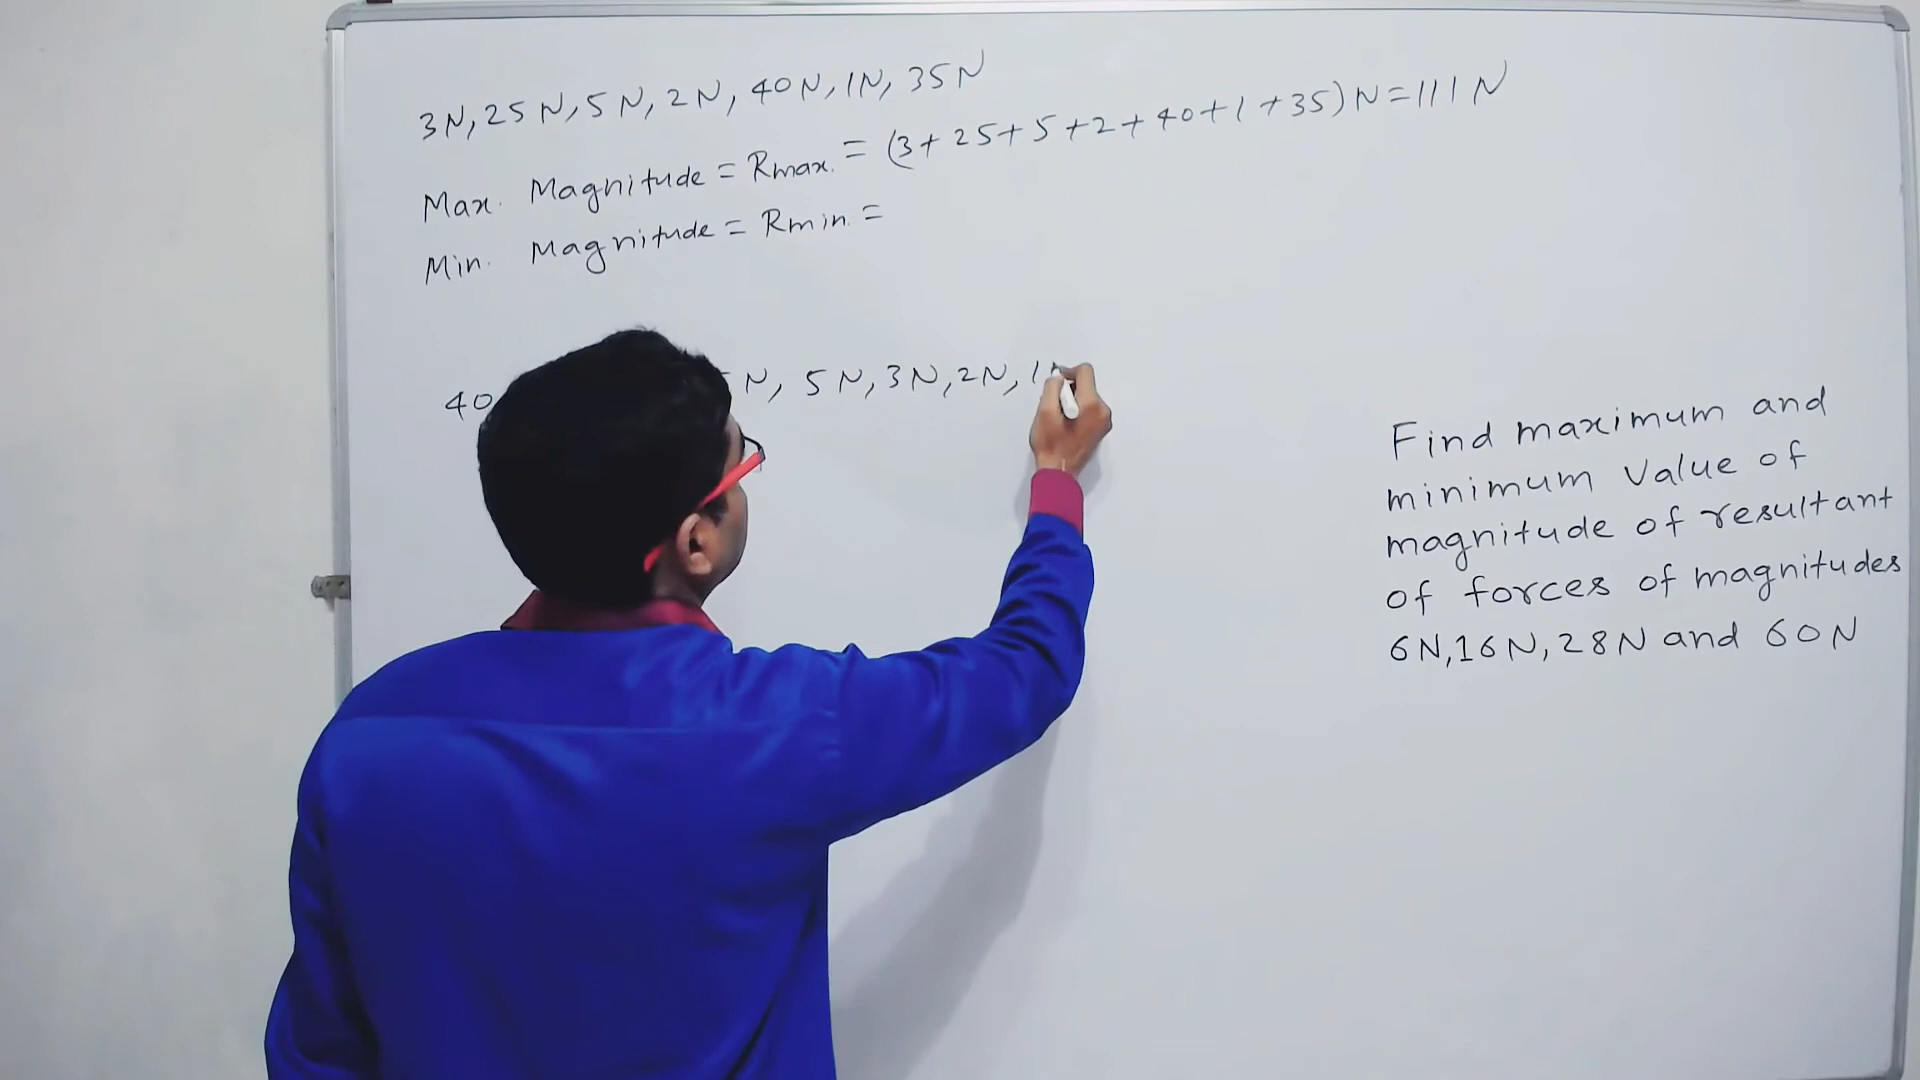 3N, 25N, 5N, 2N, 40N, 1N, 35N
Max. Magnitude = Rmax. = (3+25+5+2+40+1+35)N=111N
Min. Magnitude = Rmin. =
40 N, 5N, 3N, 2N, 1
Find maximum and
minimum value of
magnitude of resultant
of forces of magnitudes
6N, 16N, 28N and 60N